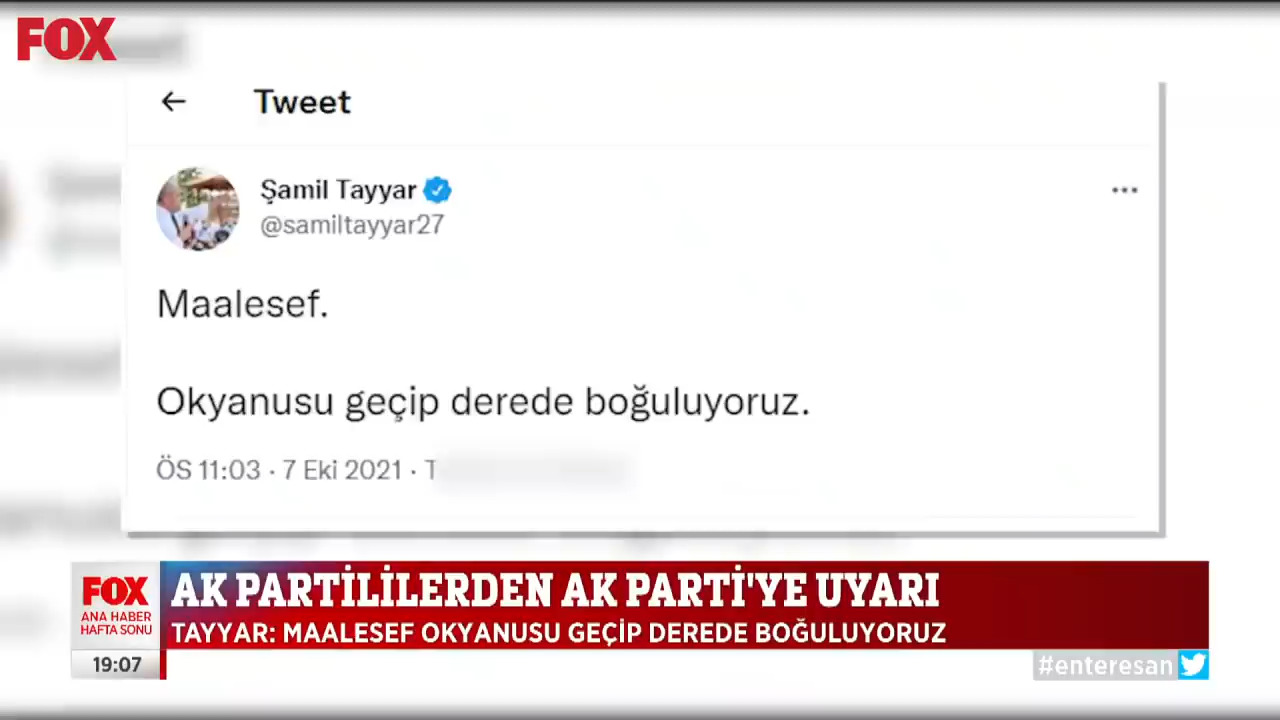 FOX
Tweet
Şamil Tayyar
@samiltayyar27
Maalesef.
Okyanusu geçip derede boğuluyoruz.
ÖS 11:03 · 7 Eki 2021 · T
FOX
ANA HABER
HAFTA SONU
19:07
AK PARTİLİLERDEN AK PARTİ'YE UYARI
TAYYAR: MAALESEF OKYANUSU GEÇİP DEREDE BOĞULUYORUZ
#enteresan